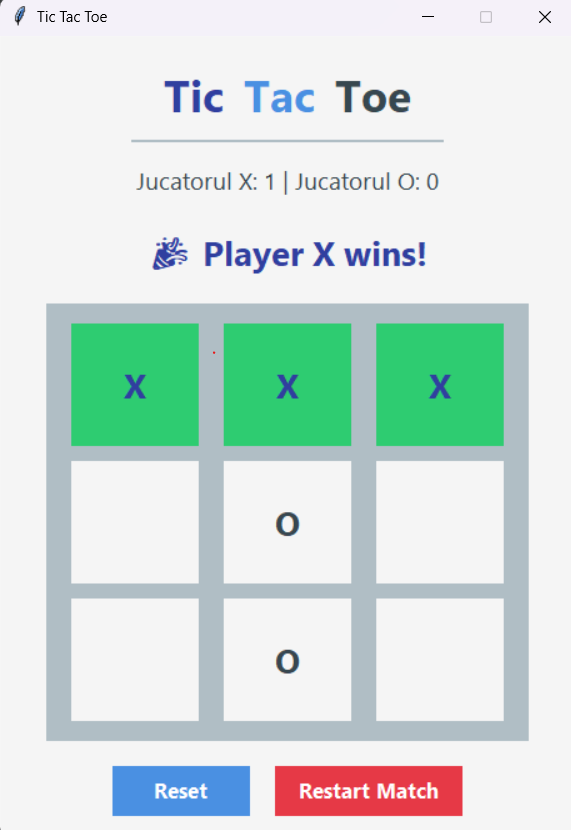 Tic Tac Toe
Tic Tac Toe
Jucatorul X: 1 | Jucatorul O: 0
🎉 Player X wins!
X X X
O
O
Reset Restart Match